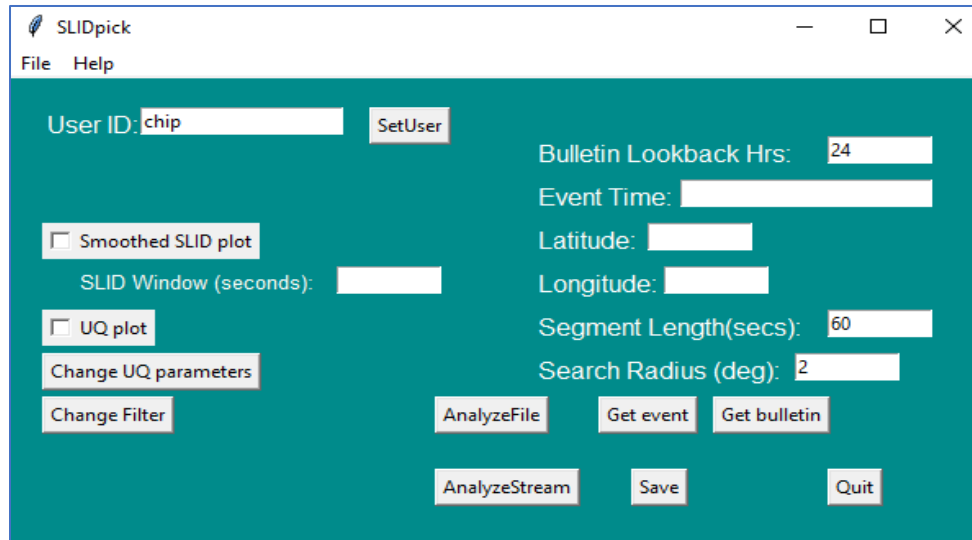 SLIDpick
File Help
User ID: chip SetUser
Bulletin Lookback Hrs: 24
Event Time:
Smoothed SLID plot Latitude:
SLID Window (seconds): Longitude:
UQ plot Segment Length(secs): 60
Change UQ parameters Search Radius (deg): 2
Change Filter AnalyzeFile Get event Get bulletin
AnalyzeStream Save Quit